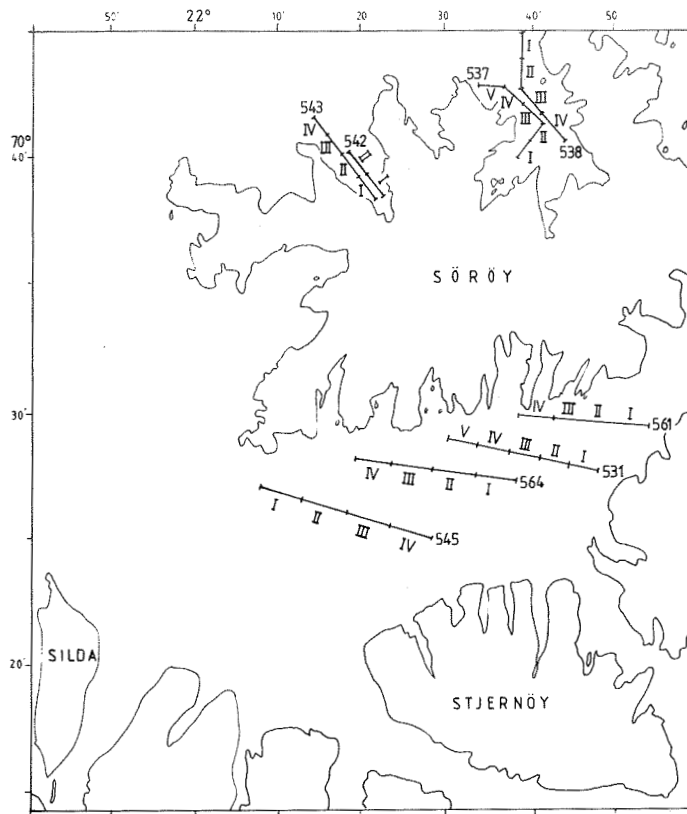 50' 22° 10' 20' 30' 40' 50'
I
II
537
V IV III
543
IV III II I
542
II I
III IV
II
I
538
70°
40'
SÖRÖY
30'
IV III II I
561
V IV III II I
531
IV III II I
564
I II III IV
545
20'
SILDA
STJERNÖY